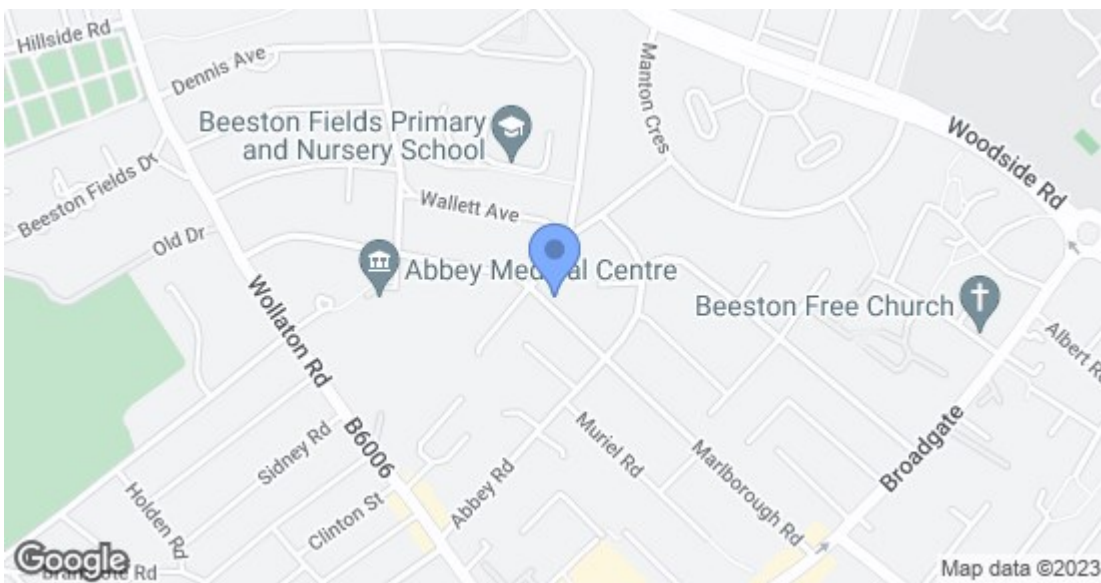 Hillside Rd
Dennis Ave
Manton Cres
Beeston Fields Primary
and Nursery School
Woodside Rd
Beeston Fields Dr
Wallett Ave
Old Dr
Abbey Medical Centre
Beeston Free Church
Wollaton Rd
Albert Rd
B6006
Sidney Rd
Muriel Rd
Marlborough Rd
Broadgate
Abbey Rd
Clinton St
Holden Rd
Google
Bramcote Rd
Map data ©2023